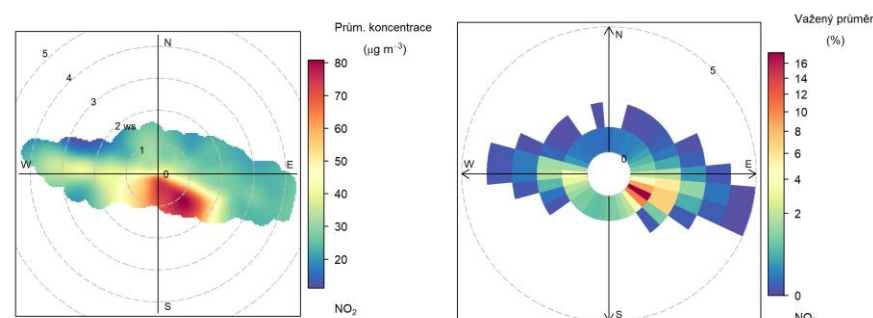 Prům. koncentrace
(µg m⁻³)
N
5
4
3
2 ws
1
0
W
E
S
80
70
60
50
40
30
20
NO₂
Vážený průměr
(%)
N
5
0
W
E
S
16
14
12
10
8
6
4
2
0